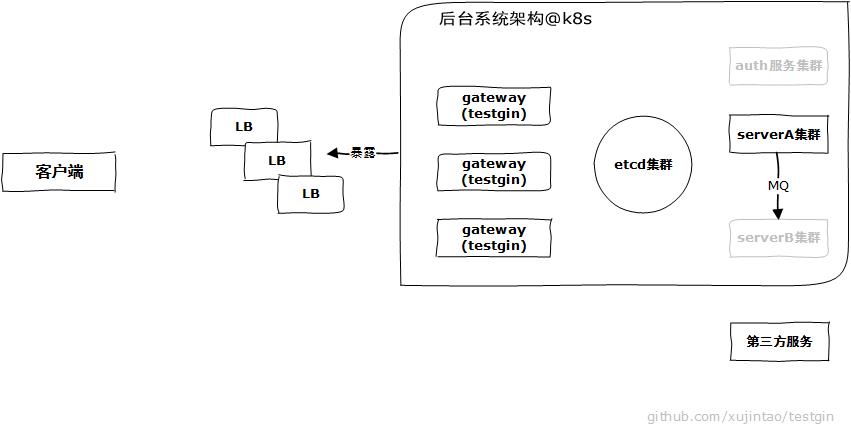 后台系统架构@k8s
auth服务集群
gateway
(testgin)
LB
serverA集群
暴露
LB
gateway
(testgin)
etcd集群
客户端
MQ
LB
gateway
(testgin)
serverB集群
第三方服务
github.com/xujintao/testgin